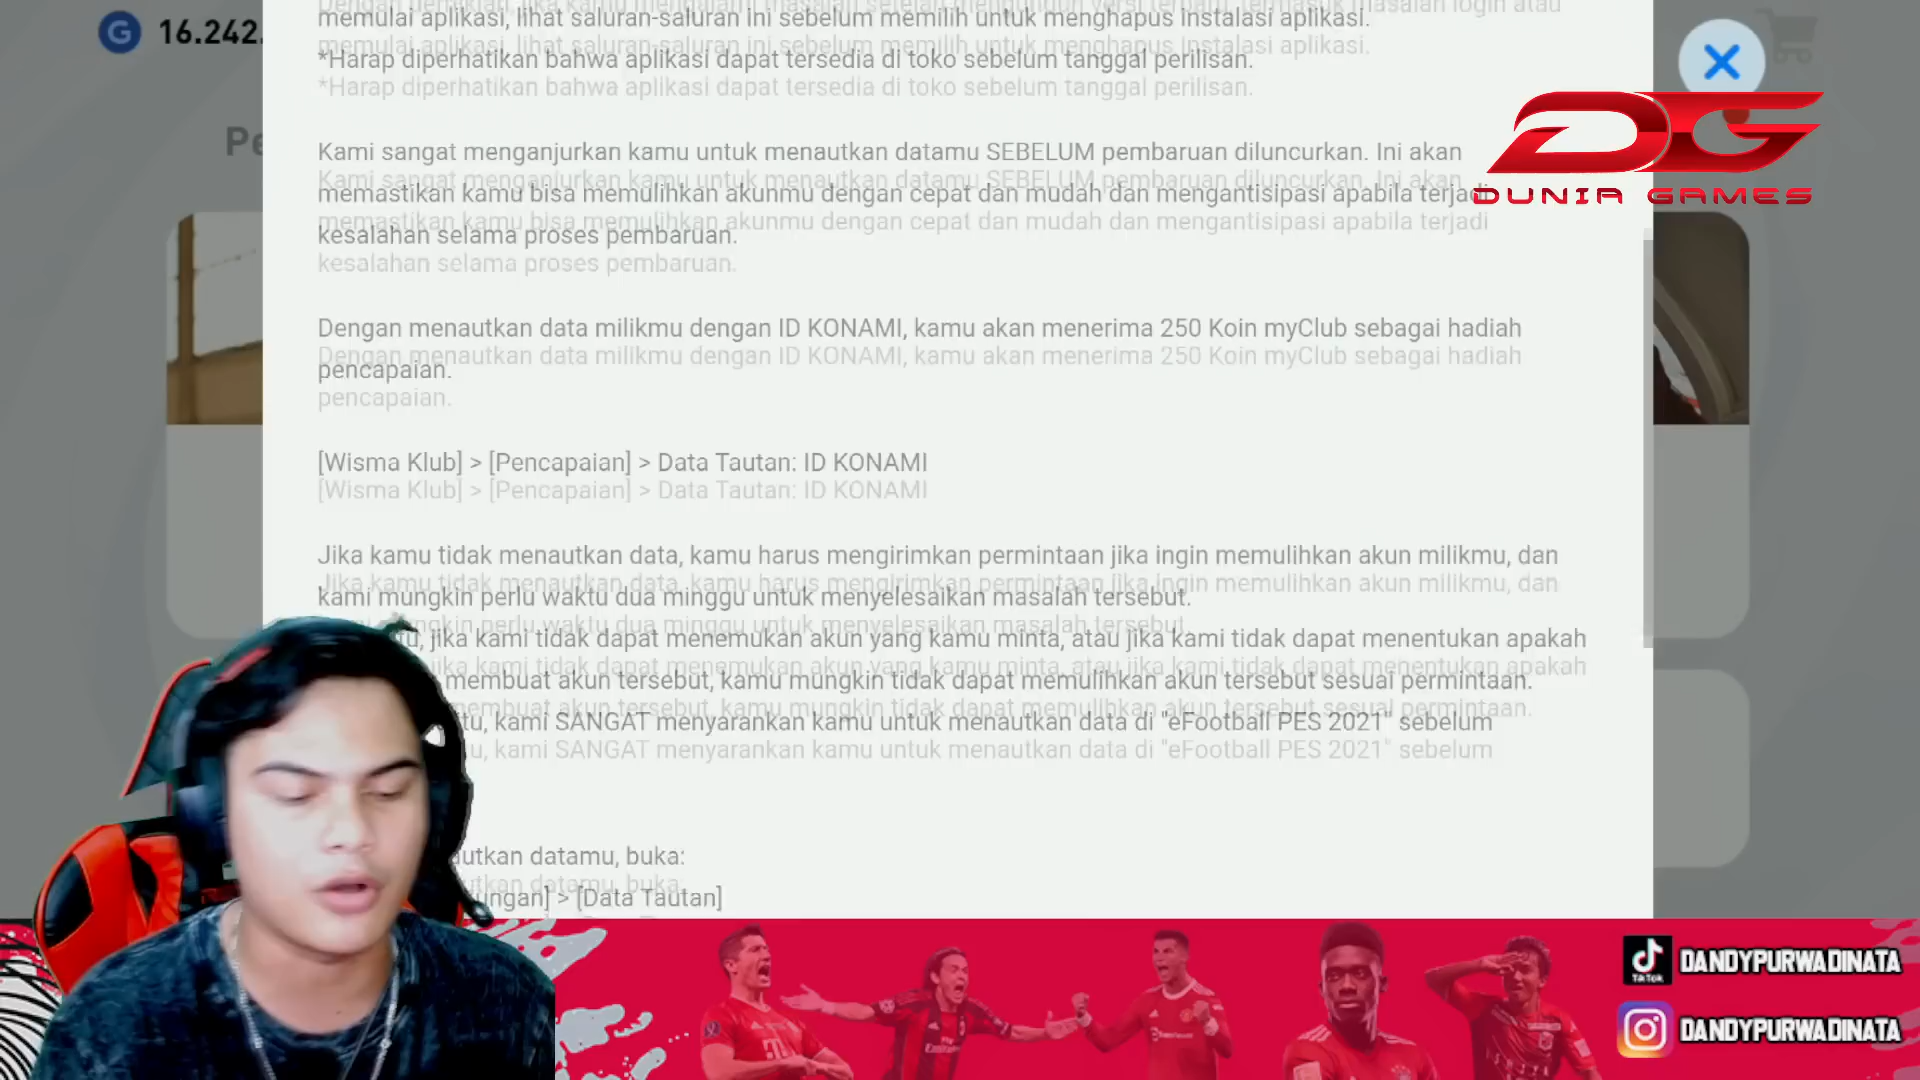 G 16.242.
memulai aplikasi, lihat saluran-saluran ini sebelum memilih untuk menghapus instalasi aplikasi.
*Harap diperhatikan bahwa aplikasi dapat tersedia di toko sebelum tanggal perilisan.
Pe
DG
DUNIA GAMES
Kami sangat menganjurkan kamu untuk menautkan datamu SEBELUM pembaruan diluncurkan. Ini akan
memastikan kamu bisa memulihkan akunmu dengan cepat dan mudah dan mengantisipasi apabila terjadi
kesalahan selama proses pembaruan.
Dengan menautkan data milikmu dengan ID KONAMI, kamu akan menerima 250 Koin myClub sebagai hadiah
pencapaian.
[Wisma Klub] > [Pencapaian] > Data Tautan: ID KONAMI
Jika kamu tidak menautkan data, kamu harus mengirimkan permintaan jika ingin memulihkan akun milikmu, dan
kami mungkin perlu waktu dua minggu untuk menyelesaikan masalah tersebut.
jika kami tidak dapat menemukan akun yang kamu minta, atau jika kami tidak dapat menentukan apakah
membuat akun tersebut, kamu mungkin tidak dapat memulihkan akun tersebut sesuai permintaan.
tu, kami SANGAT menyarankan kamu untuk menautkan data di "eFootball PES 2021" sebelum
autkan datamu, buka:
ungan] > [Data Tautan]
TikTok DANDYPURWADINATA
DANDYPURWADINATA